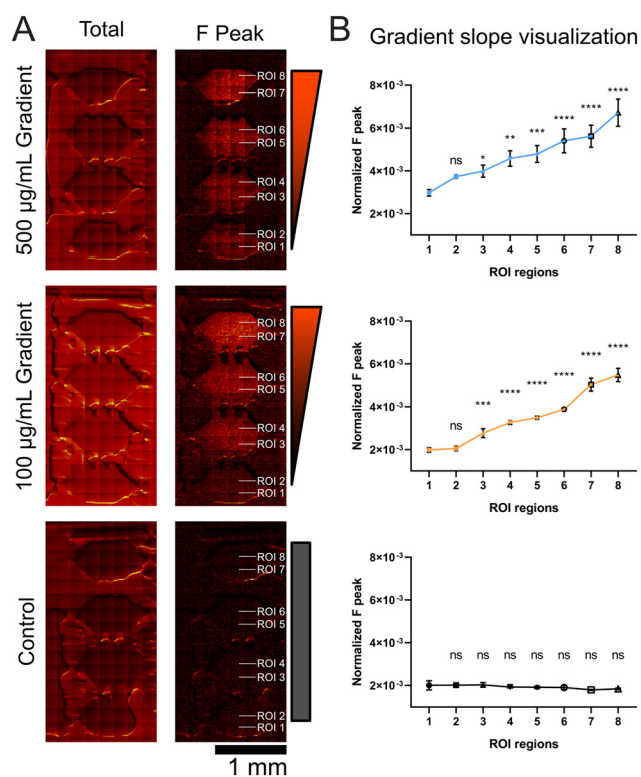 A
Total
F Peak
B
Gradient slope visualization
500 µg/mL Gradient
ROI 8
ROI 7
ROI 6
ROI 5
ROI 4
ROI 3
ROI 2
ROI 1
Normalized F peak
8×10⁻³
6×10⁻³
4×10⁻³
2×10⁻³
ns
*
**
***
****
****
****
1 2 3 4 5 6 7 8
ROI regions
100 µg/mL Gradient
ROI 8
ROI 7
ROI 6
ROI 5
ROI 4
ROI 3
ROI 2
ROI 1
Normalized F peak
8×10⁻³
6×10⁻³
4×10⁻³
2×10⁻³
ns
***
****
****
****
****
****
1 2 3 4 5 6 7 8
ROI regions
Control
ROI 8
ROI 7
ROI 6
ROI 5
ROI 4
ROI 3
ROI 2
ROI 1
1 mm
Normalized F peak
8×10⁻³
6×10⁻³
4×10⁻³
2×10⁻³
ns ns ns ns ns ns ns
1 2 3 4 5 6 7 8
ROI regions